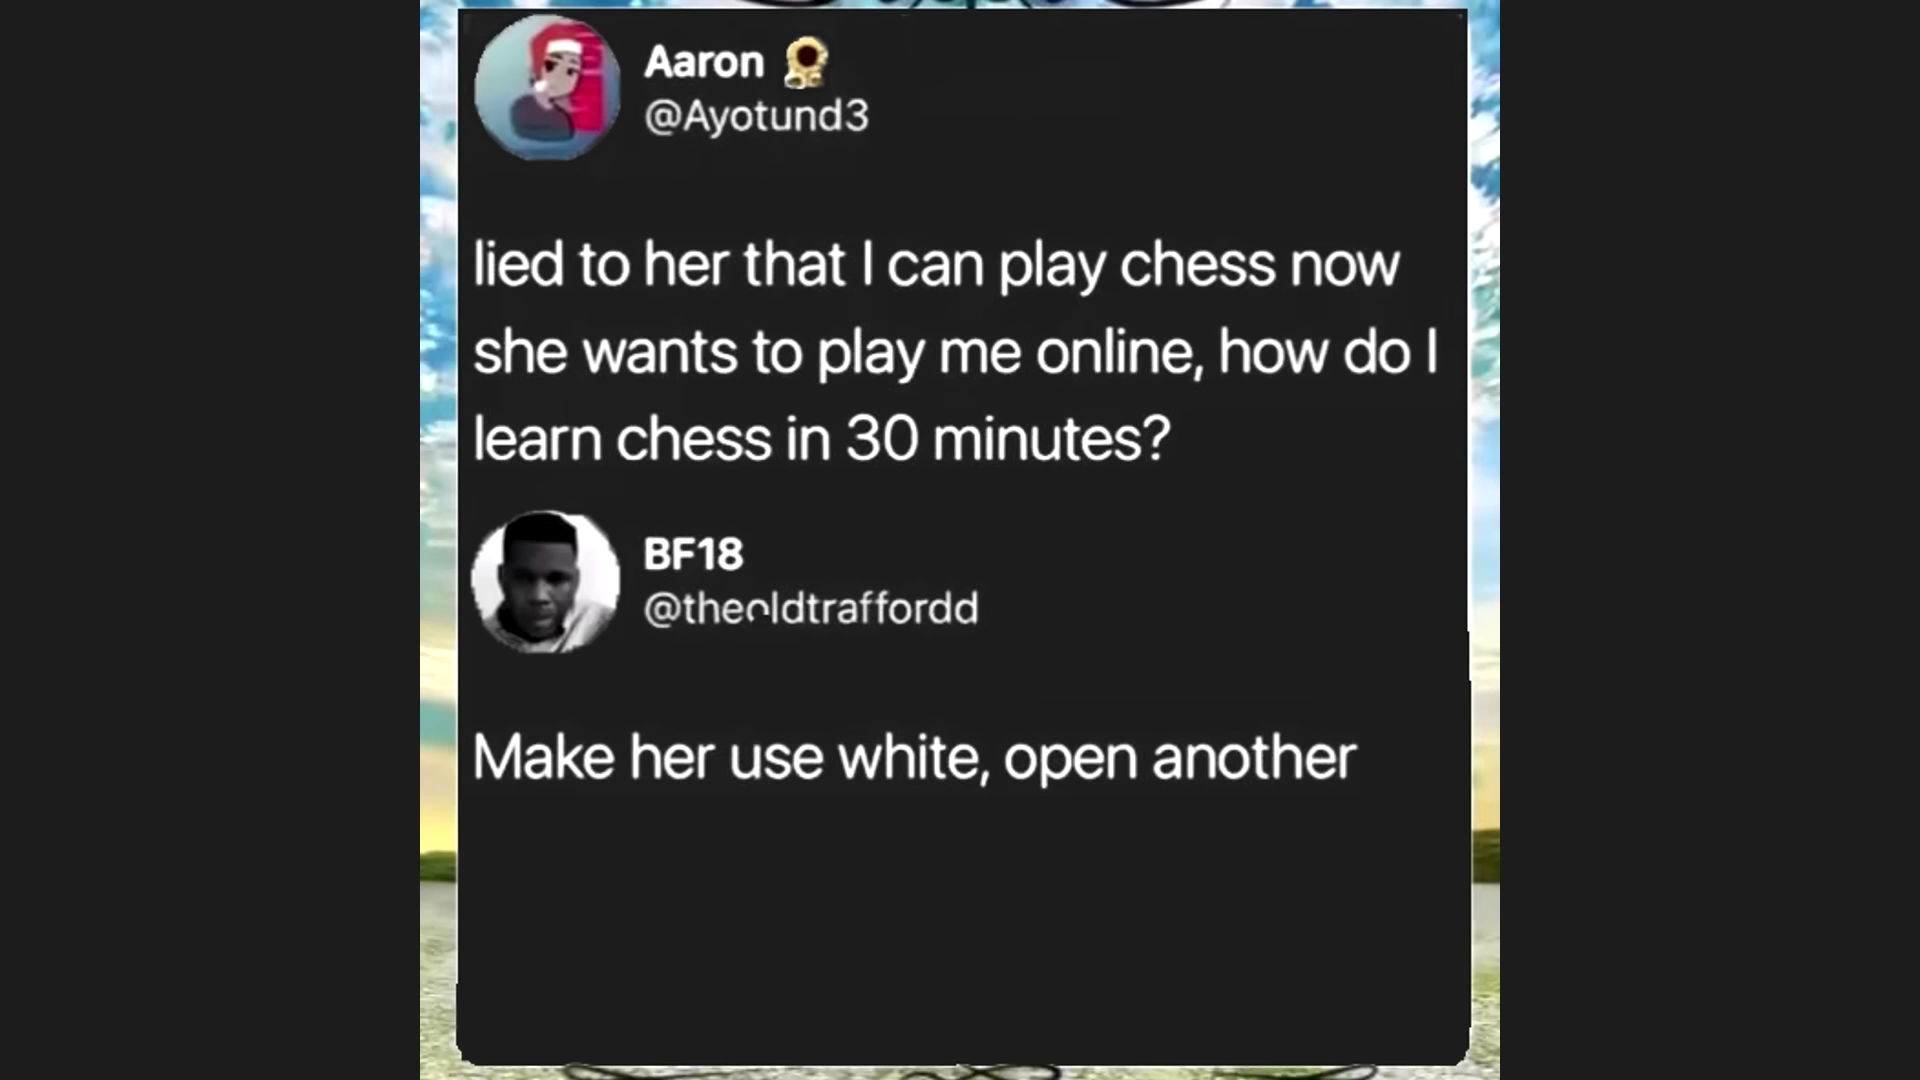 Aaron
@Ayotund3
lied to her that I can play chess now
she wants to play me online, how do I
learn chess in 30 minutes?
BF18
@theoldtraffordd
Make her use white, open another